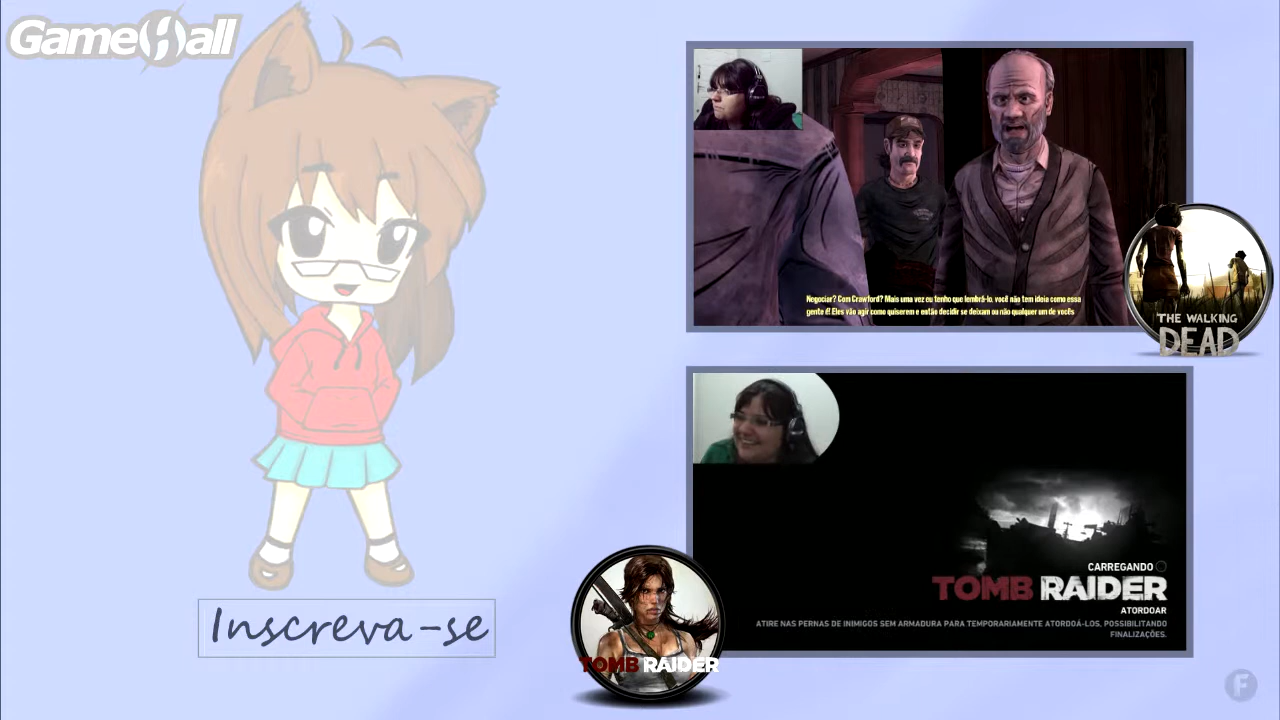 GameHall
Negociar? Com Crawford? Mais uma vez eu tenho que lembrá-lo, você não tem ideia como essa
gente é! Eles vão agir como quiserem e então decidir se deixam ou não qualquer um de vocês
THE WALKING
DEAD
CARREGANDO
TOMB RAIDER
ATORDOAR
ATIRE NAS PERNAS DE INIMIGOS SEM ARMADURA PARA TEMPORARIAMENTE ATORDOÁ-LOS, POSSIBILITANDO
FINALIZAÇÕES.
Inscreva-se
TOMB RAIDER
F